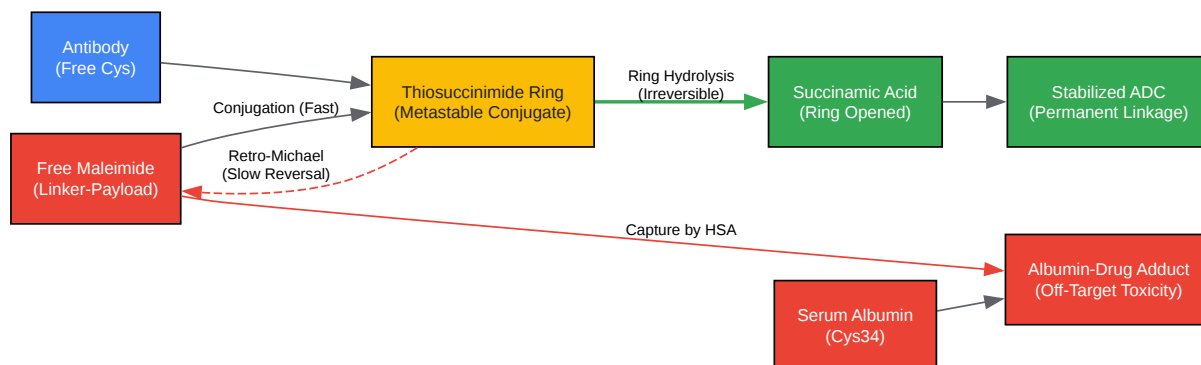 Antibody
(Free Cys)
Free Maleimide
(Linker-Payload)
Conjugation (Fast)
Retro-Michael
(Slow Reversal)
Thiosuccinimide Ring
(Metastable Conjugate)
Ring Hydrolysis
(Irreversible)
Succinamic Acid
(Ring Opened)
Stabilized ADC
(Permanent Linkage)
Capture by HSA
Serum Albumin
(Cys34)
Albumin-Drug Adduct
(Off-Target Toxicity)